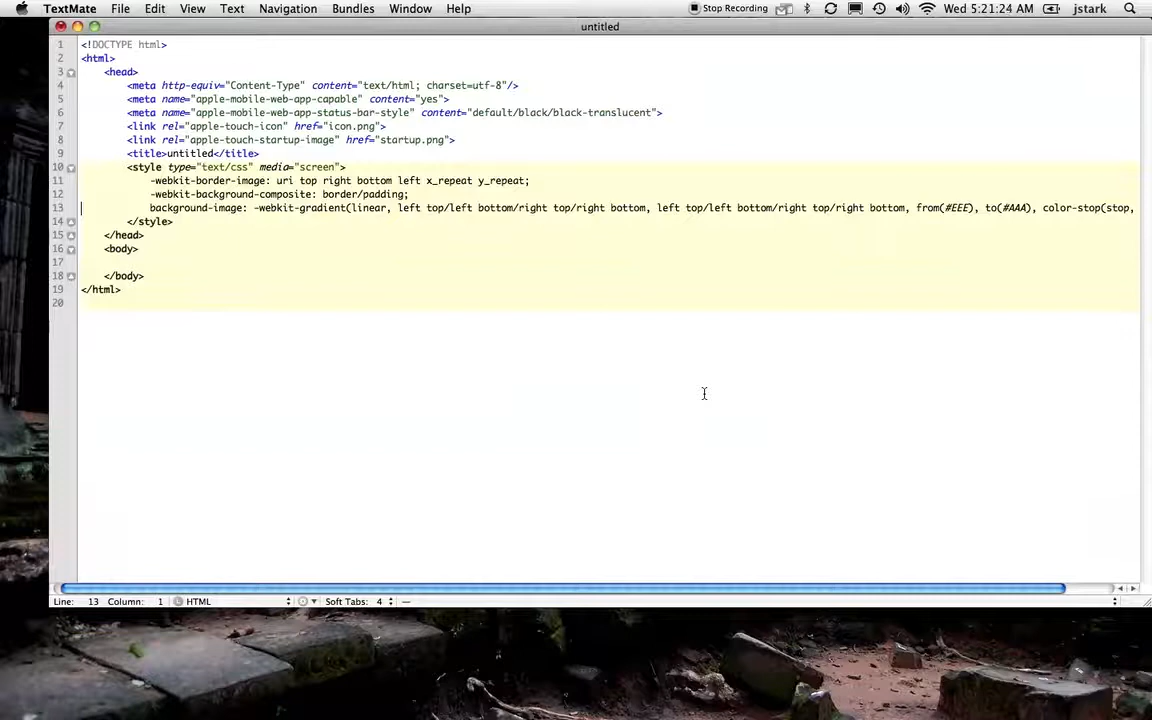 TextMate File Edit View Text Navigation Bundles Window Help Stop Recording Wed 5:21:24 AM jstark
untitled
1 <!DOCTYPE html>
2 <html>
3 <head>
4 <meta http-equiv="Content-Type" content="text/html; charset=utf-8"/>
5 <meta name="apple-mobile-web-app-capable" content="yes">
6 <meta name="apple-mobile-web-app-status-bar-style" content="default/black/black-translucent">
7 <link rel="apple-touch-icon" href="icon.png">
8 <link rel="apple-touch-startup-image" href="startup.png">
9 <title>untitled</title>
10 <style type="text/css" media="screen">
11 -webkit-border-image: uri top right bottom left x_repeat y_repeat;
12 -webkit-background-composite: border/padding;
13 background-image: -webkit-gradient(linear, left top/left bottom/right top/right bottom, left top/left bottom/right top/right bottom, from(#EEE), to(#AAA), color-stop(stop,
14 </style>
15 </head>
16 <body>
17
18 </body>
19 </html>
20
Line: 13 Column: 1 L HTML Soft Tabs: 4 —